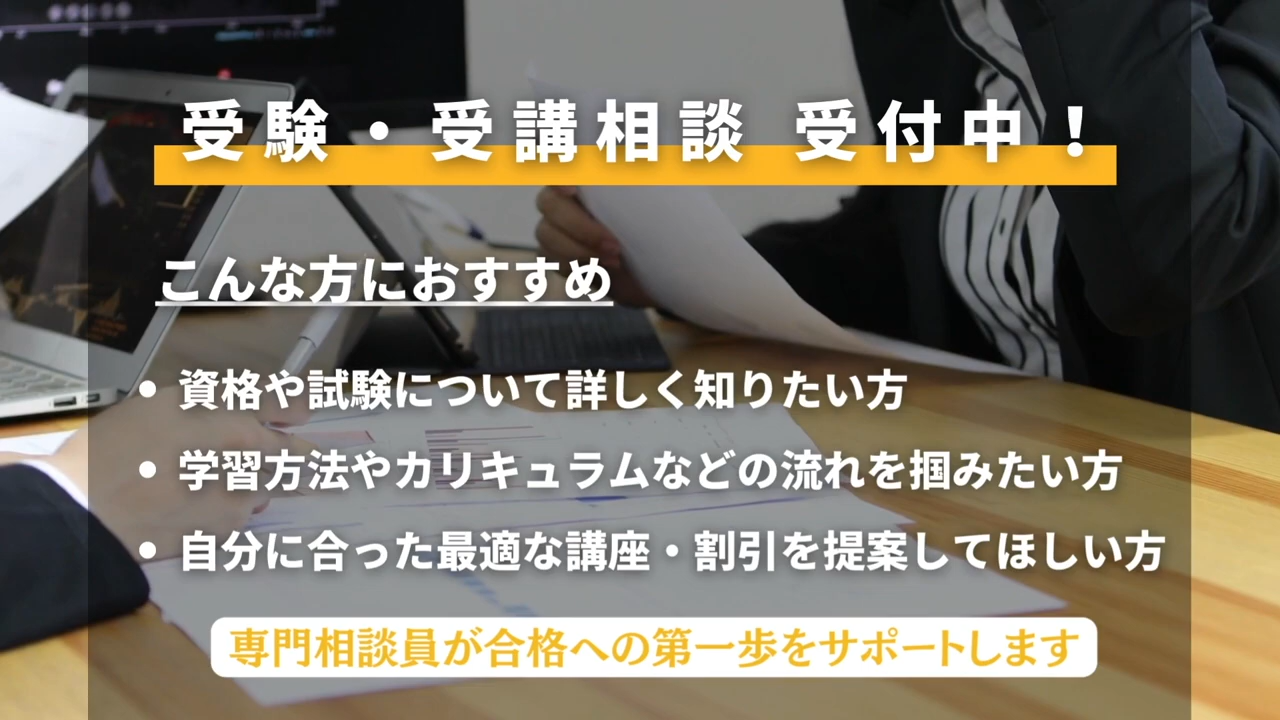 受験・受講相談 受付中！
こんな方におすすめ
• 資格や試験について詳しく知りたい方
• 学習方法やカリキュラムなどの流れを掴みたい方
• 自分に合った最適な講座・割引を提案してほしい方
専門相談員が合格への第一歩をサポートします